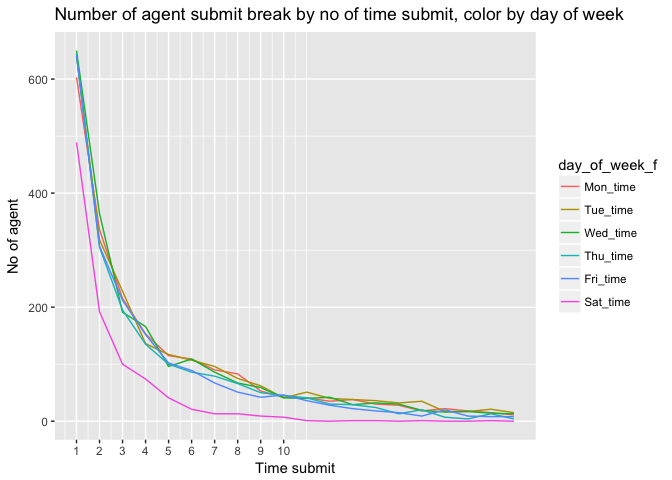 Number of agent submit break by no of time submit, color by day of week
No of agent
600
400
200
0
1 2 3 4 5 6 7 8 9 10
Time submit
day_of_week_f
Mon_time
Tue_time
Wed_time
Thu_time
Fri_time
Sat_time